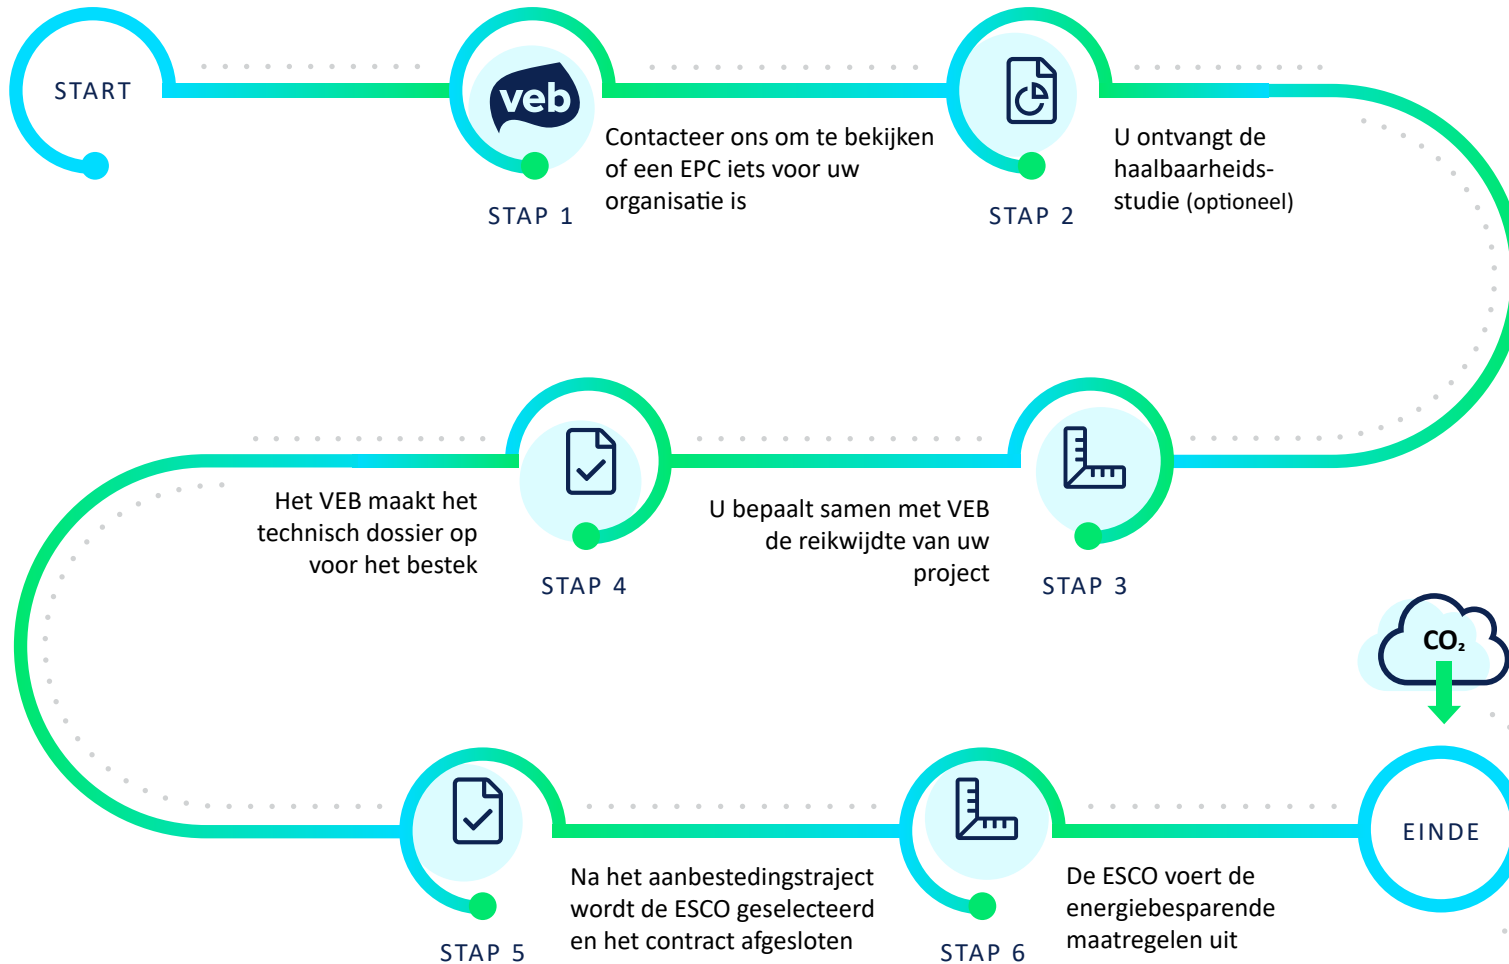 START
veb
STAP 1
Contacteer ons om te bekijken
of een EPC iets voor uw
organisatie is
STAP 2
U ontvangt de
haalbaarheids-
studie (optioneel)
STAP 3
U bepaalt samen met VEB
de reikwijdte van uw
project
STAP 4
Het VEB maakt het
technisch dossier op
voor het bestek
STAP 5
Na het aanbestedingstraject
wordt de ESCO geselecteerd
en het contract afgesloten
STAP 6
De ESCO voert de
energiebesparende
maatregelen uit
CO₂
EINDE